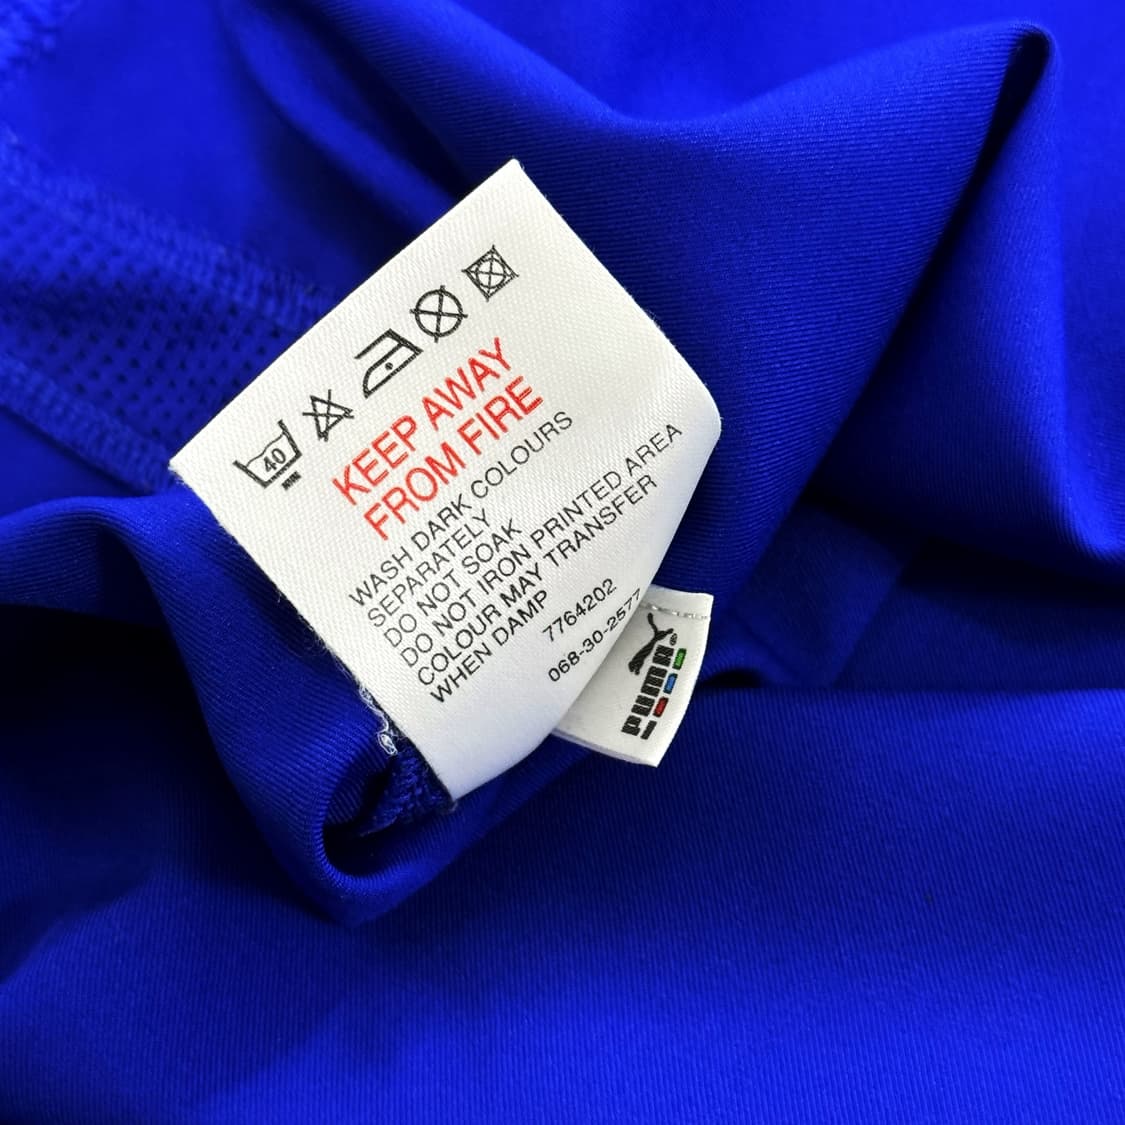 40
KEEP AWAY
FROM FIRE
WASH DARK COLOURS
SEPARATELY
DO NOT SOAK
DO NOT IRON PRINTED AREA
COLOUR MAY TRANSFER
WHEN DAMP
7764202
068-30-2577
PUMA®